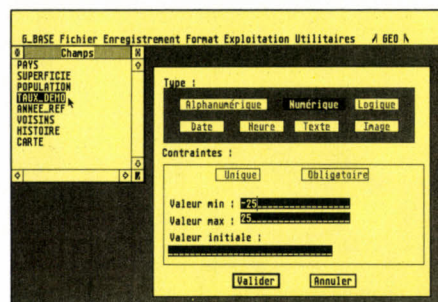 G_BASE Fichier Enregistrement Format Exploitation Utilitaires GEO
Champs
PAYS
SUPERFICIE
POPULATION
TAUX_DEMO
ANNEE_REF
VOISINS
HISTOIRE
CARTE
Type :
Alphanumérique Numérique Logique
Date Heure Texte Image
Contraintes :
Unique Obligatoire
Valeur min : -25
Valeur max : 25
Valeur initiale :
Valider Annuler